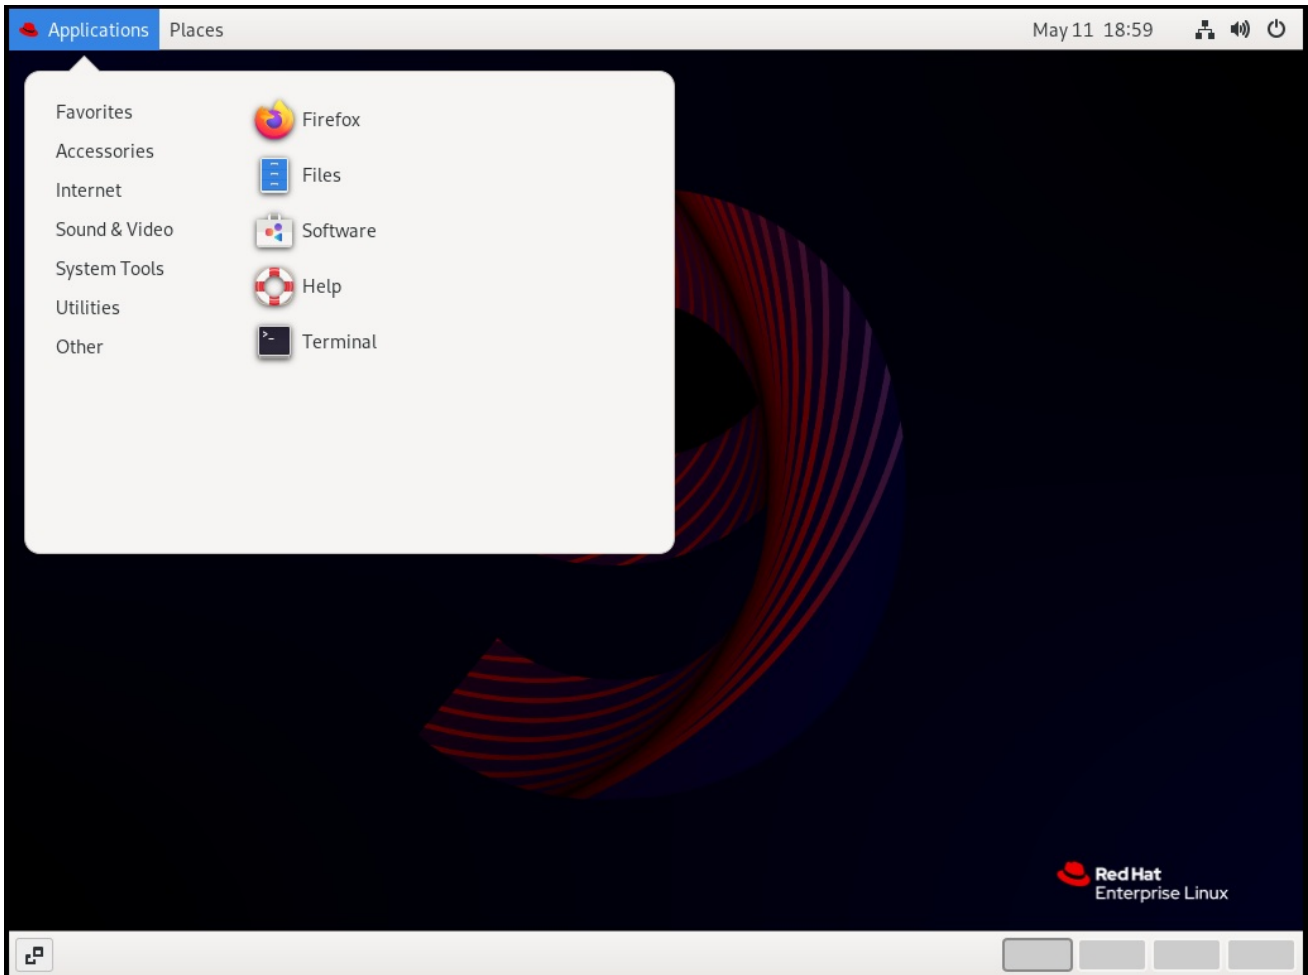 Applications Places May 11 18:59
Favorites
Accessories
Internet
Sound & Video
System Tools
Utilities
Other
Firefox
Files
Software
Help
>_ Terminal
Red Hat
Enterprise Linux